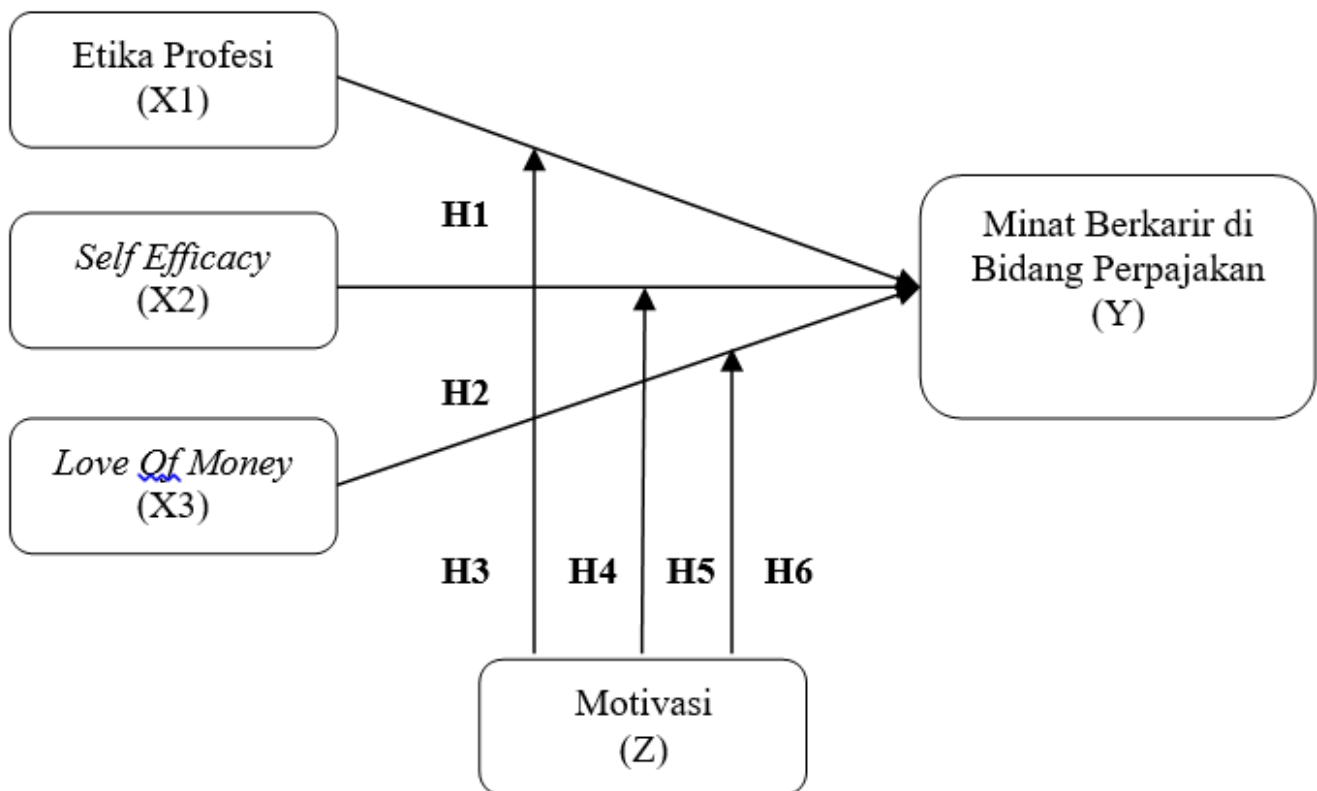 Etika Profesi
(X1)
H1
Self Efficacy
(X2)
Minat Berkarir di
Bidang Perpajakan
(Y)
H2
Love Of Money
(X3)
H3
H4
H5
H6
Motivasi
(Z)